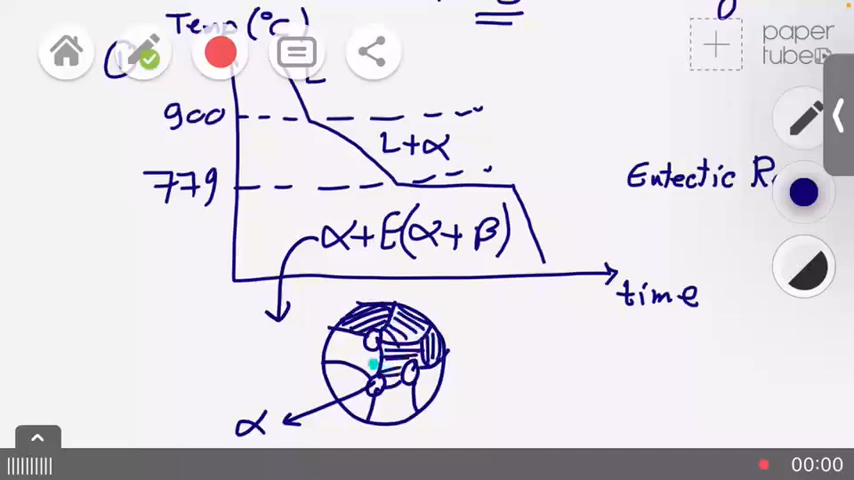 Temp (°C)
paper
tube
L
900
L+α
779
Eutectic
α+E(α+β)
time
α
00:00